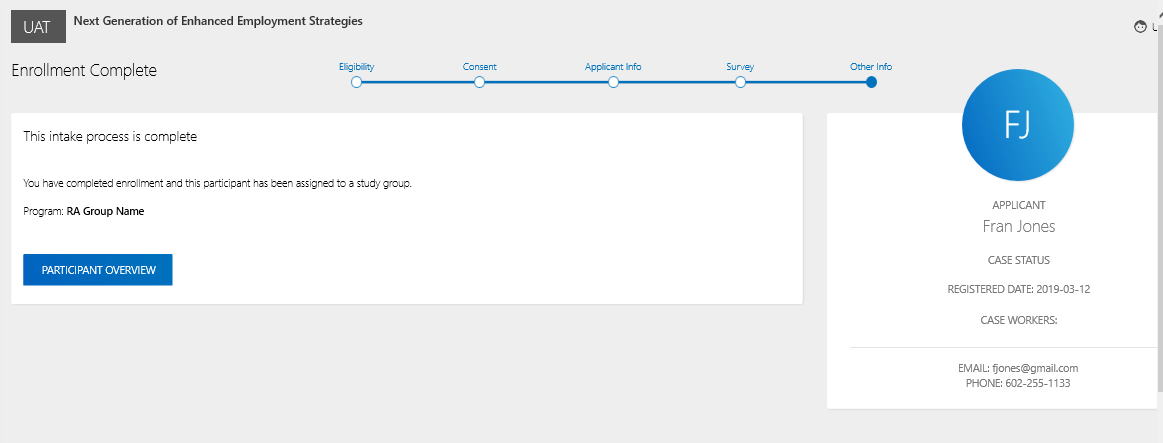 UAT
Next Generation of Enhanced Employment Strategies
Enrollment Complete
Eligibility
Consent
Applicant Info
Survey
Other Info
This intake process is complete
You have completed enrollment and this participant has been assigned to a study group.
Program: RA Group Name
PARTICIPANT OVERVIEW
FJ
APPLICANT
Fran Jones
CASE STATUS
REGISTERED DATE: 2019-03-12
CASE WORKERS:
EMAIL: fjones@gmail.com
PHONE: 602-255-1133